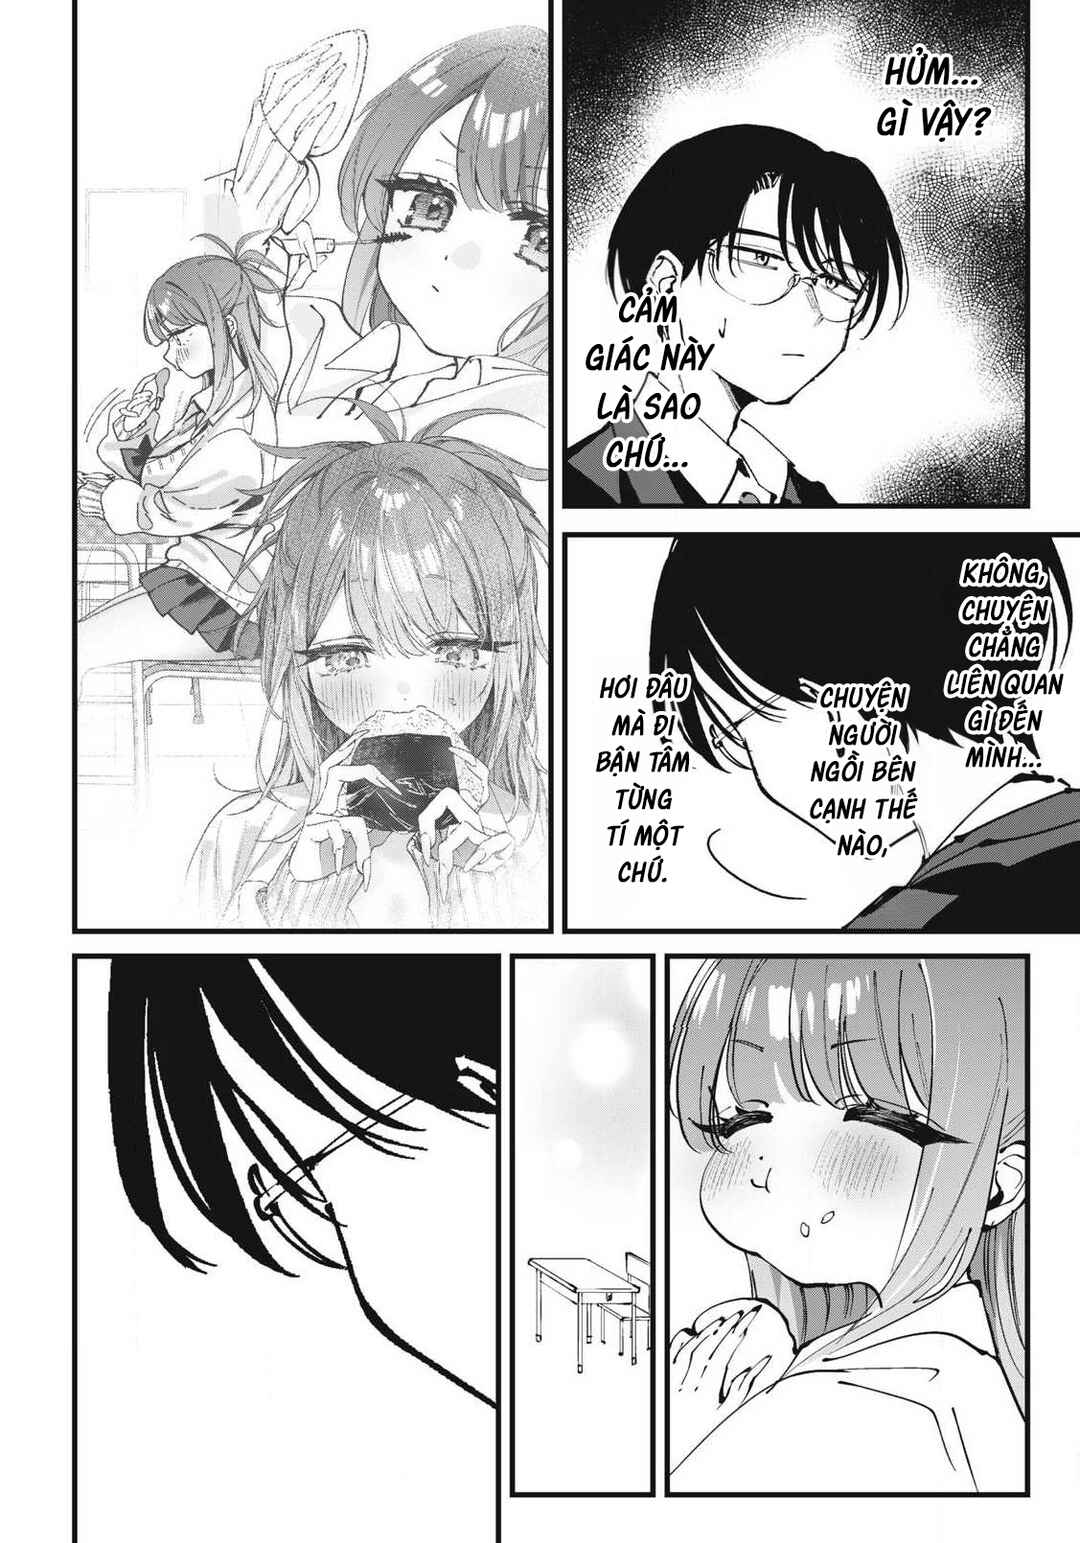 HỬM...
GÌ VẬY?
CẢM
GIÁC NÀY
LÀ SAO
CHỨ...
KHÔNG,
CHUYỆN
CHẲNG
LIÊN QUAN
GÌ ĐẾN
MÌNH...
CHUYỆN
NGƯỜI
NGỒI BÊN
CẠNH THẾ
NÀO,
HƠI ĐÂU
MÀ ĐI
BẬN TÂM
TỪNG
TÍ MỘT
CHỨ.